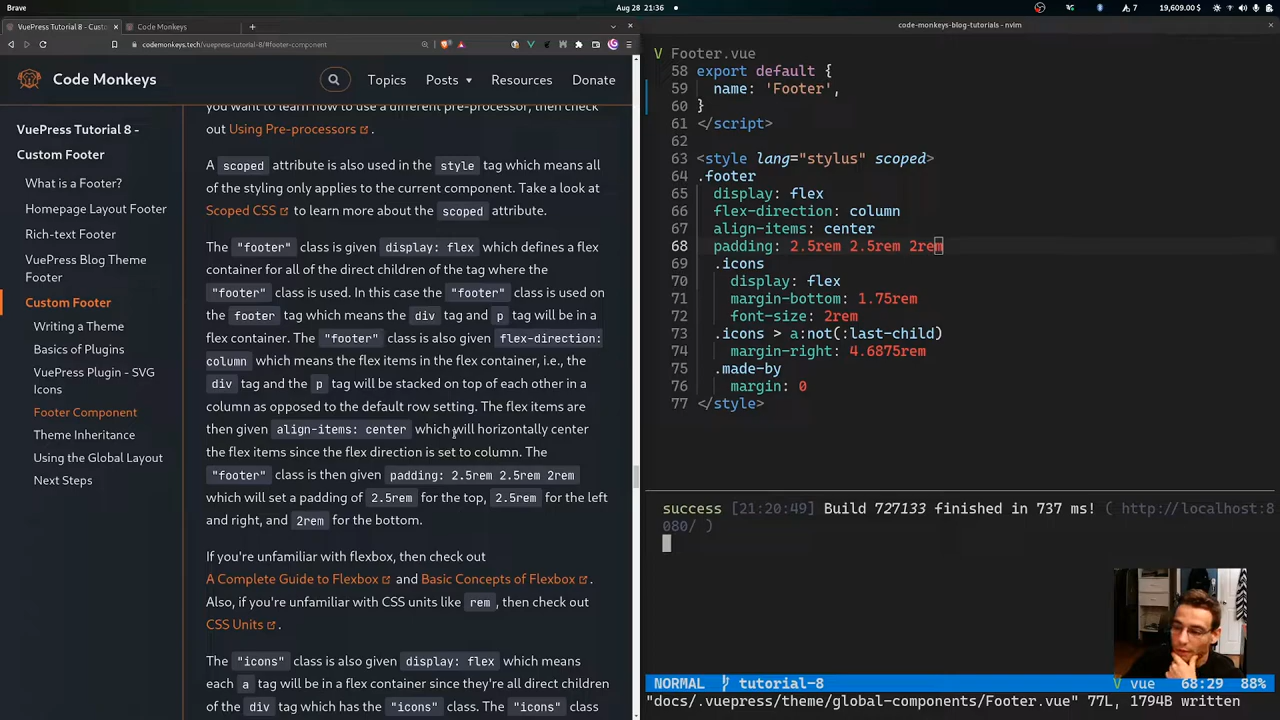 Brave
Aug 28 21:36
7
19,609.00
VuePress Tutorial 8 - Custo
Code Monkeys
codemonkeys.tech/vuepress-tutorial-8/#footer-component
Code Monkeys
Topics
Posts
Resources
Donate
VuePress Tutorial 8 -
Custom Footer
What is a Footer?
Homepage Layout Footer
Rich-text Footer
VuePress Blog Theme
Footer
Custom Footer
Writing a Theme
Basics of Plugins
VuePress Plugin - SVG
Icons
Footer Component
Theme Inheritance
Using the Global Layout
Next Steps
you want to learn how to use a different pre-processor, then check
out Using Pre-processors .
A scoped attribute is also used in the style tag which means all
of the styling only applies to the current component. Take a look at
Scoped CSS to learn more about the scoped attribute.
The "footer" class is given display: flex which defines a flex
container for all of the direct children of the tag where the
"footer" class is used. In this case the "footer" class is used on
the footer tag which means the div tag and p tag will be in a
flex container. The "footer" class is also given flex-direction:
column which means the flex items in the flex container, i.e., the
div tag and the p tag will be stacked on top of each other in a
column as opposed to the default row setting. The flex items are
then given align-items: center which will horizontally center
the flex items since the flex direction is set to column. The
"footer" class is then given padding: 2.5rem 2.5rem 2rem
which will set a padding of 2.5rem for the top, 2.5rem for the left
and right, and 2rem for the bottom.
If you're unfamiliar with flexbox, then check out
A Complete Guide to Flexbox and Basic Concepts of Flexbox .
Also, if you're unfamiliar with CSS units like rem , then check out
CSS Units .
The "icons" class is also given display: flex which means
each a tag will be in a flex container since they're all direct children
of the div tag which has the "icons" class. The "icons" class
code-monkeys-blog-tutorials - nvim
V Footer.vue
58 export default {
59 name: 'Footer',
60 }
61 </script>
62
63 <style lang="stylus" scoped>
64 .footer
65 display: flex
66 flex-direction: column
67 align-items: center
68 padding: 2.5rem 2.5rem 2rem
69 .icons
70 display: flex
71 margin-bottom: 1.75rem
72 font-size: 2rem
73 .icons > a:not(:last-child)
74 margin-right: 4.6875rem
75 .made-by
76 margin: 0
77 </style>
success [21:20:49] Build 727133 finished in 737 ms! ( http://localhost:8
080/ )
NORMAL tutorial-8 V vue 68:29 88%
"docs/.vuepress/theme/global-components/Footer.vue" 77L, 1794B written